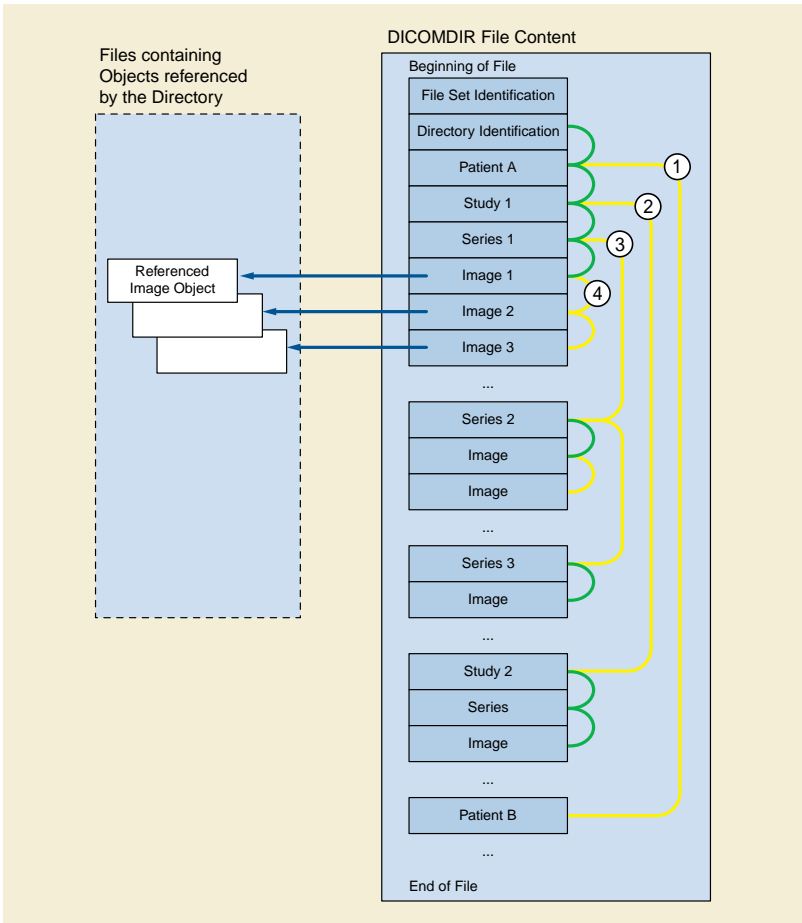 Files containing
Objects referenced
by the Directory
Referenced
Image Object
DICOMDIR File Content
Beginning of File
File Set Identification
Directory Identification
Patient A
Study 1
Series 1
Image 1
Image 2
Image 3
...
Series 2
Image
Image
...
Series 3
Image
...
Study 2
Series
Image
...
Patient B
...
End of File
1
2
3
4